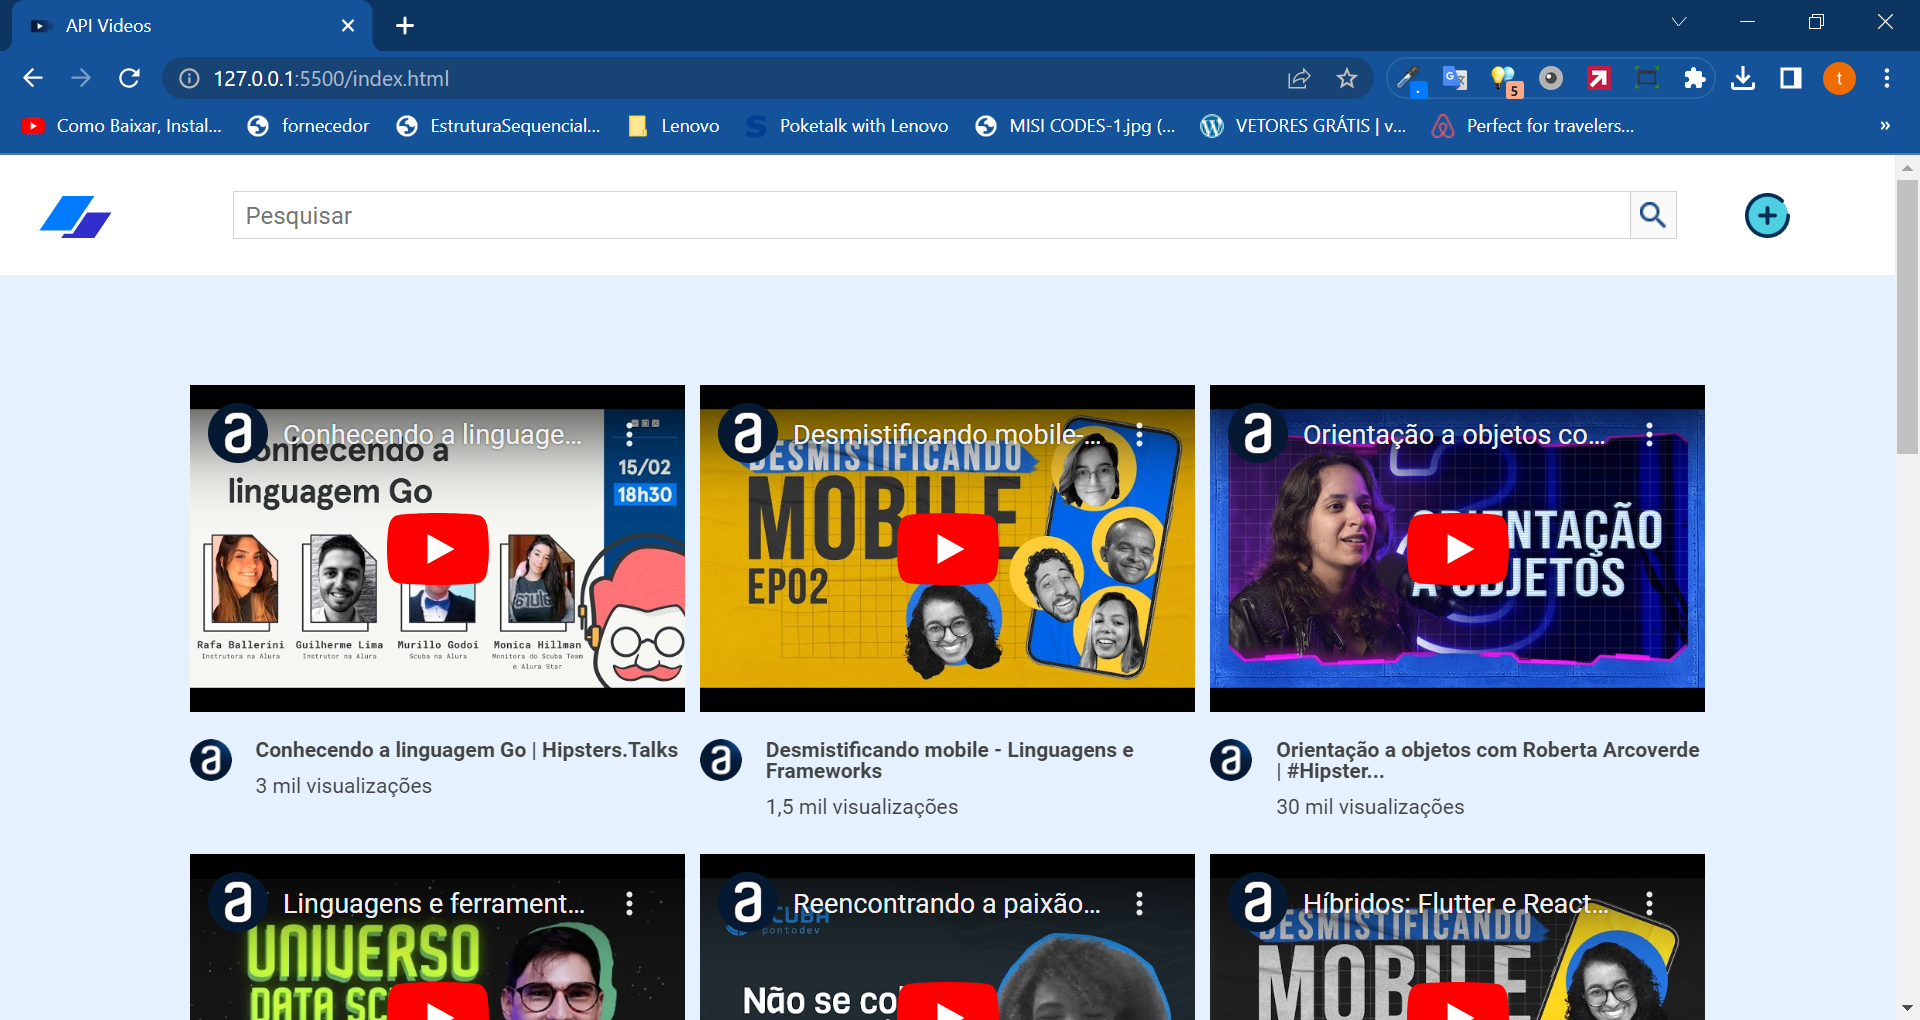 API Videos
127.0.0.1:5500/index.html
5
t
Como Baixar, Instal...
fornecedor
EstruturaSequencial...
Lenovo
Poketalk with Lenovo
MISI CODES-1.jpg (...
VETORES GRÁTIS | v...
Perfect for travelers...
»
Pesquisar
Conhecendo a linguage...
onhecendo a
linguagem Go
15/02
18h30
Rafa Ballerini
Instrutora na Alura
Guilherme Lima
Instrutor na Alura
Murillo Godoi
Scuba na Alura
Monica Hillman
Monitora do Scuba Team
e Alura Star
Desmistificando mobile-...
DESMISTIFICANDO
MOBILE
EP02
Orientação a objetos co...
ORIENTAÇÃO
A OBJETOS
Conhecendo a linguagem Go | Hipsters.Talks
3 mil visualizações
Desmistificando mobile - Linguagens e
Frameworks
1,5 mil visualizações
Orientação a objetos com Roberta Arcoverde
| #Hipster...
30 mil visualizações
Linguagens e ferrament...
UNIVERSO
DATA SC
Reencontrando a paixão...
CUBA
pontodev
Não se co
Híbridos: Flutter e React...
DESMISTIFICANDO
MOBILE